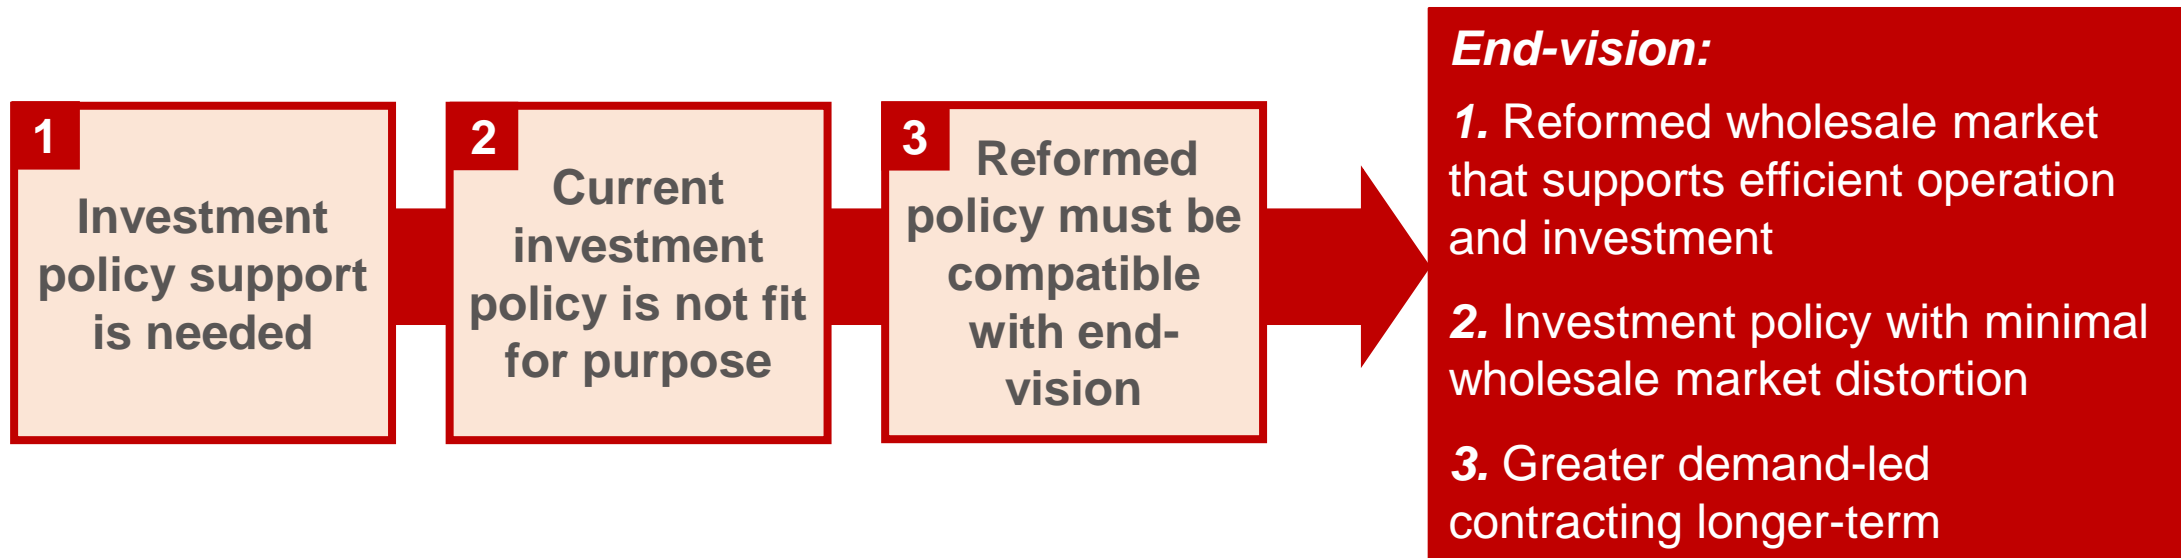 1
Investment
policy support
is needed
2
Current
investment
policy is not fit
for purpose
3
Reformed
policy must be
compatible
with end-
vision
End-vision:
1. Reformed wholesale market
that supports efficient operation
and investment
2. Investment policy with minimal
wholesale market distortion
3. Greater demand-led
contracting longer-term